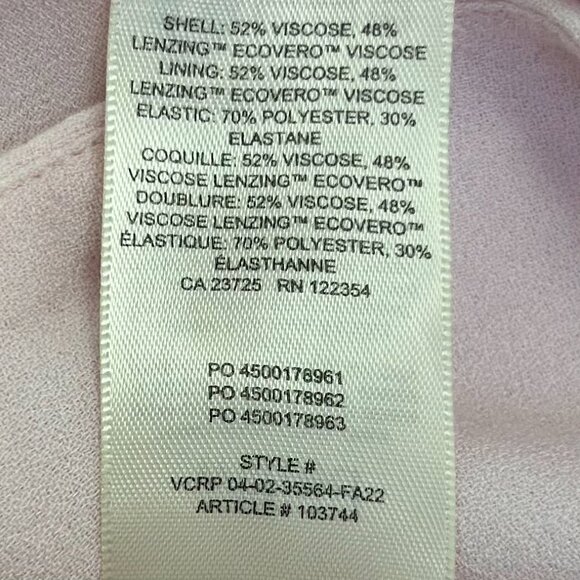 SHELL: 52% VISCOSE, 48%
LENZING™ ECOVERO™ VISCOSE
LINING: 52% VISCOSE, 48%
LENZING™ ECOVERO™ VISCOSE
ELASTIC: 70% POLYESTER, 30%
ELASTANE
COQUILLE: 52% VISCOSE, 48%
VISCOSE LENZING™ ECOVERO™
DOUBLURE: 52% VISCOSE, 48%
VISCOSE LENZING™ ECOVERO™
ÉLASTIQUE: 70% POLYESTER, 30%
ÉLASTHANNE
CA 23725 RN 122354
PO 4500178961
PO 4500178962
PO 4500178963
STYLE #
VCRP 04-02-35564-FA22
ARTICLE # 103744